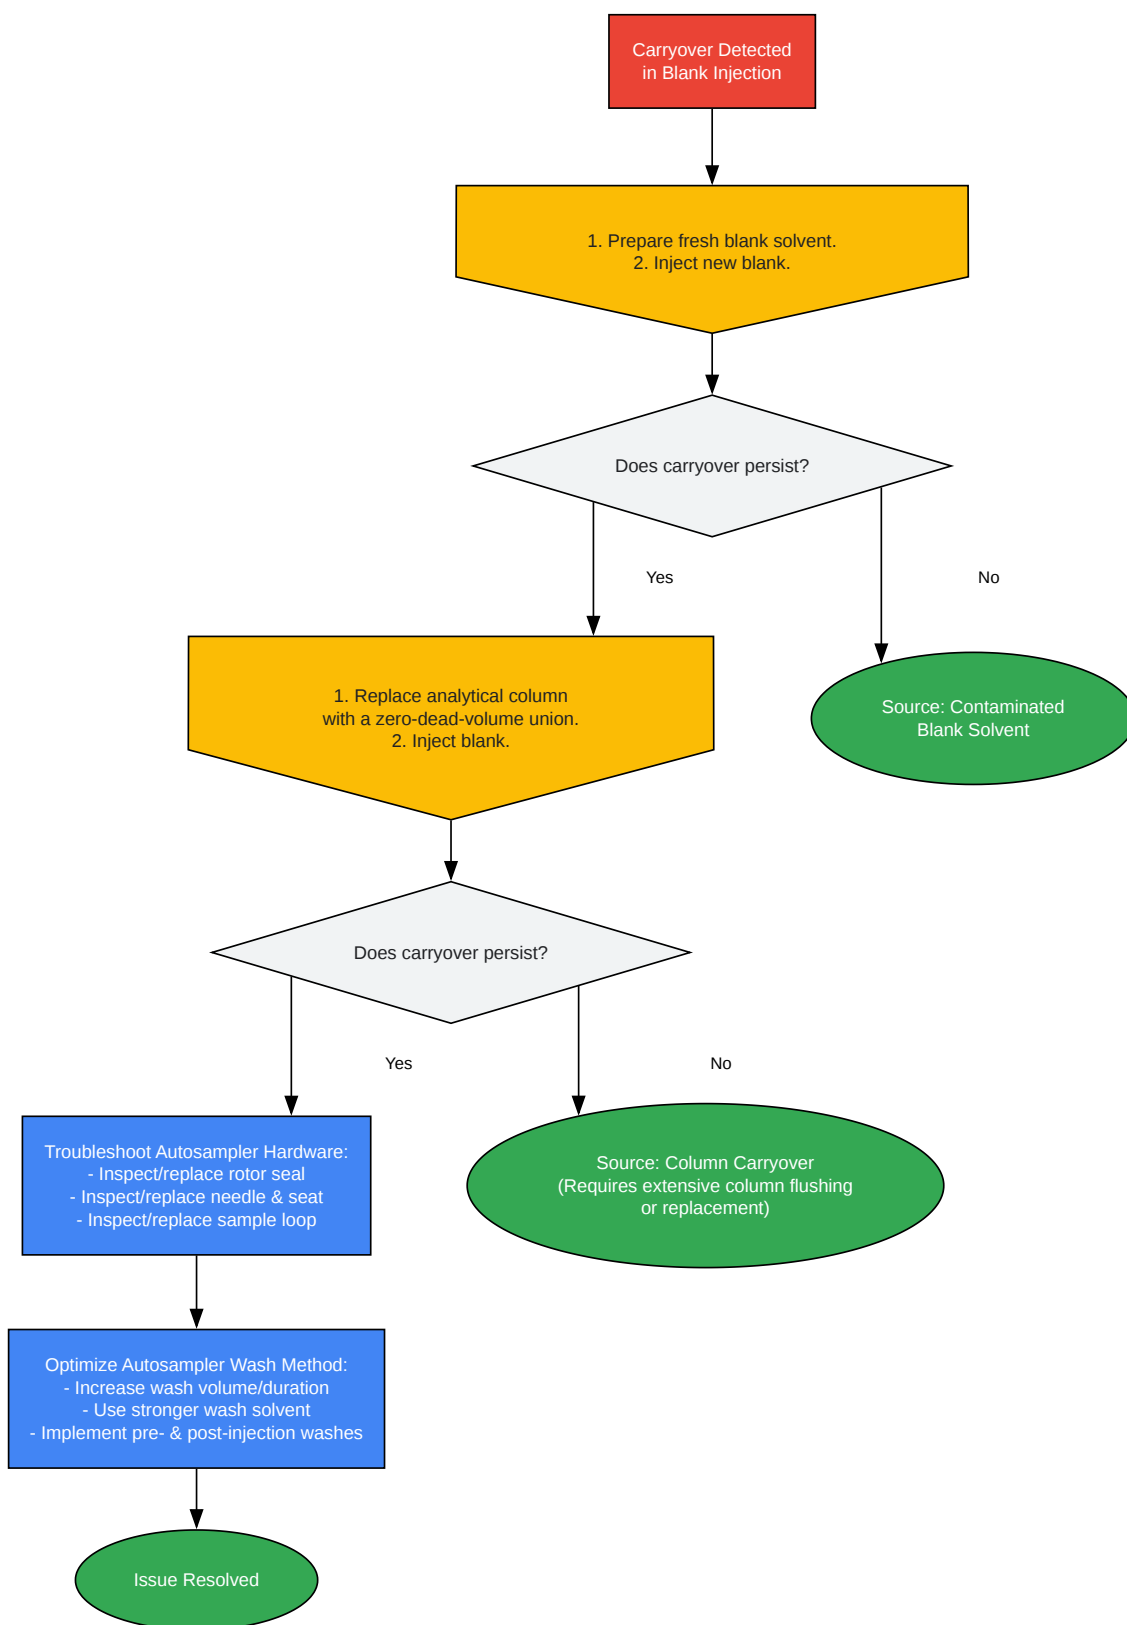 Carryover Detected
in Blank Injection
1. Prepare fresh blank solvent.
2. Inject new blank.
Does carryover persist?
Yes
No
1. Replace analytical column
with a zero-dead-volume union.
2. Inject blank.
Source: Contaminated
Blank Solvent
Does carryover persist?
Yes
No
Troubleshoot Autosampler Hardware:
- Inspect/replace rotor seal
- Inspect/replace needle & seat
- Inspect/replace sample loop
Source: Column Carryover
(Requires extensive column flushing
or replacement)
Optimize Autosampler Wash Method:
- Increase wash volume/duration
- Use stronger wash solvent
- Implement pre- & post-injection washes
Issue Resolved